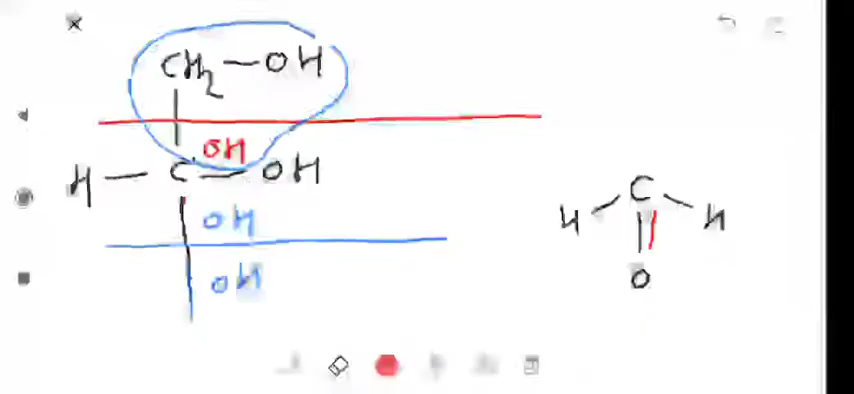 CH2 — OH
OH
H — C — OH
OH
OH
C
H H
O